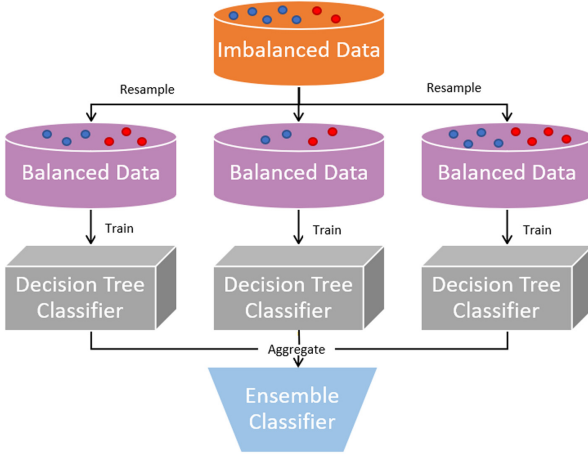 Imbalanced Data
Resample
Resample
Balanced Data
Balanced Data
Balanced Data
Train
Train
Train
Decision Tree
Classifier
Decision Tree
Classifier
Decision Tree
Classifier
Aggregate
Ensemble
Classifier